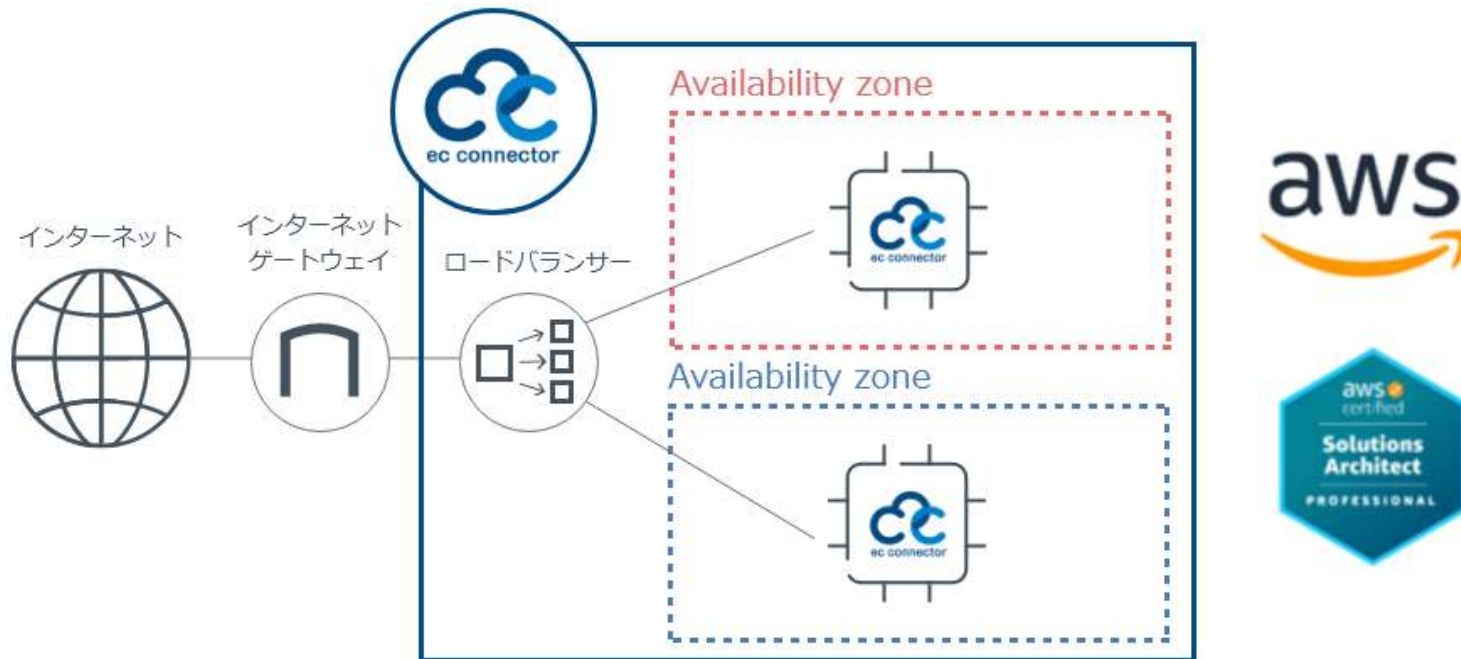 ec connector
Availability zone
インターネット
インターネット
ゲートウェイ
ロードバランサー
ec connector
Availability zone
ec connector
aws
aws
certified
Solutions
Architect
PROFESSIONAL